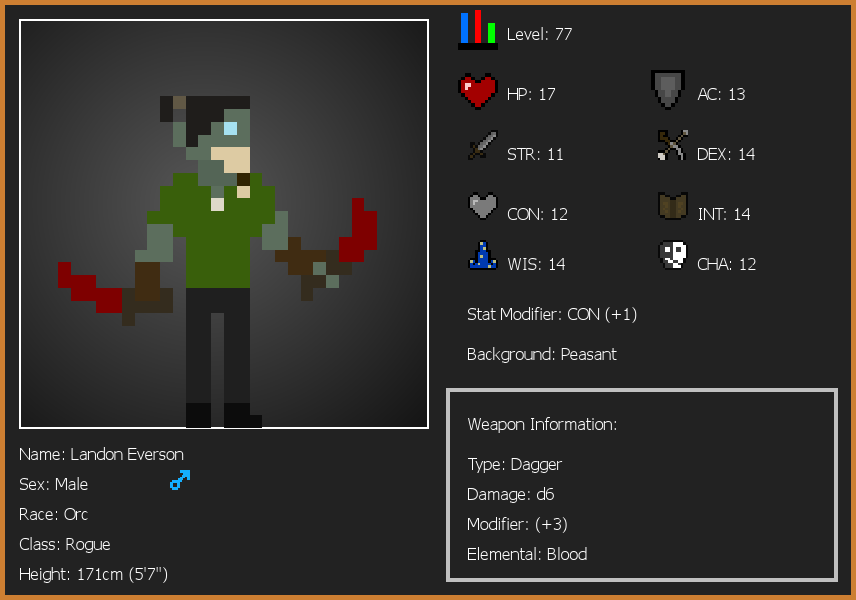 Level: 77
HP: 17
AC: 13
STR: 11
DEX: 14
CON: 12
INT: 14
WIS: 14
CHA: 12
Stat Modifier: CON (+1)
Background: Peasant
Weapon Information:
Type: Dagger
Damage: d6
Modifier: (+3)
Elemental: Blood
Name: Landon Everson
Sex: Male
Race: Orc
Class: Rogue
Height: 171cm (5'7")